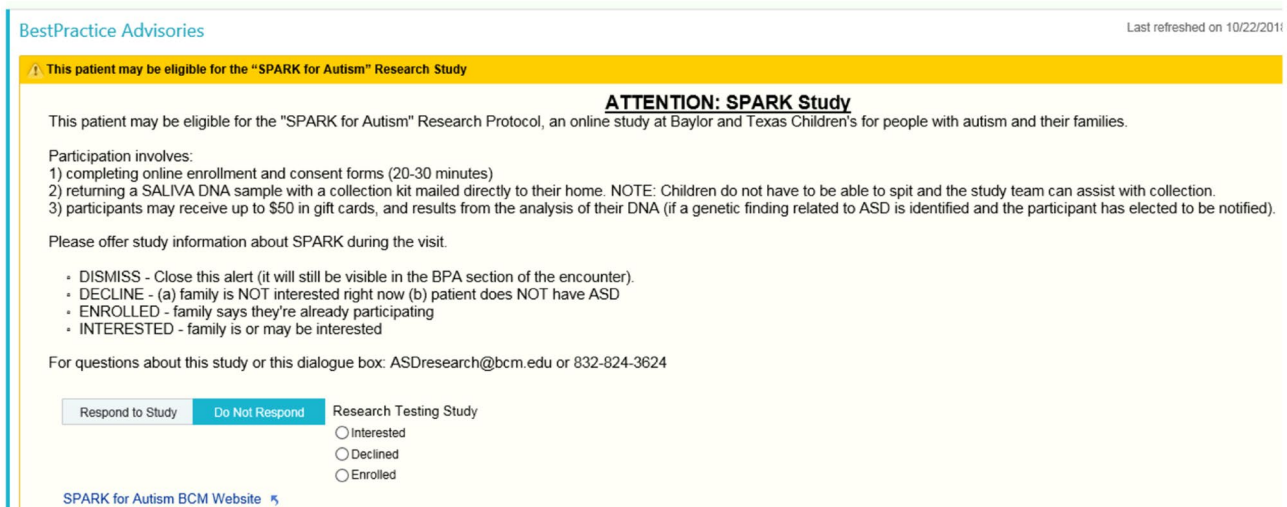 BestPractice Advisories
Last refreshed on 10/22/201
This patient may be eligible for the “SPARK for Autism” Research Study
ATTENTION: SPARK Study
This patient may be eligible for the "SPARK for Autism" Research Protocol, an online study at Baylor and Texas Children's for people with autism and their families.
Participation involves:
1) completing online enrollment and consent forms (20-30 minutes)
2) returning a SALIVA DNA sample with a collection kit mailed directly to their home. NOTE: Children do not have to be able to spit and the study team can assist with collection.
3) participants may receive up to $50 in gift cards, and results from the analysis of their DNA (if a genetic finding related to ASD is identified and the participant has elected to be notified).
Please offer study information about SPARK during the visit.
◦ DISMISS - Close this alert (it will still be visible in the BPA section of the encounter).
◦ DECLINE - (a) family is NOT interested right now (b) patient does NOT have ASD
◦ ENROLLED - family says they're already participating
◦ INTERESTED - family is or may be interested
For questions about this study or this dialogue box: ASDresearch@bcm.edu or 832-824-3624
Respond to Study Do Not Respond Research Testing Study
Interested
Declined
Enrolled
SPARK for Autism BCM Website